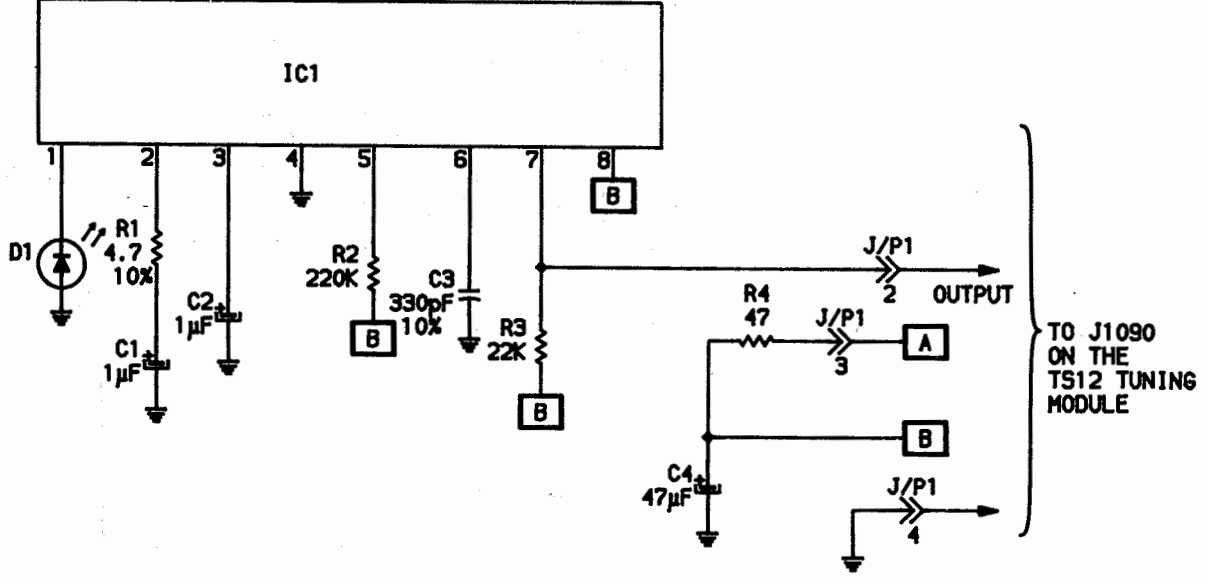 IC1
1 2 3 4 5 6 7 8
B
D1
R1
4.7
10%
C1
1µF
C2
1µF
R2
220K
B
C3
330pF
10%
R3
22K
B
J/P1
2
OUTPUT
R4
47
J/P1
3
A
B
C4
47µF
J/P1
4
TO J1090
ON THE
TS12 TUNING
MODULE